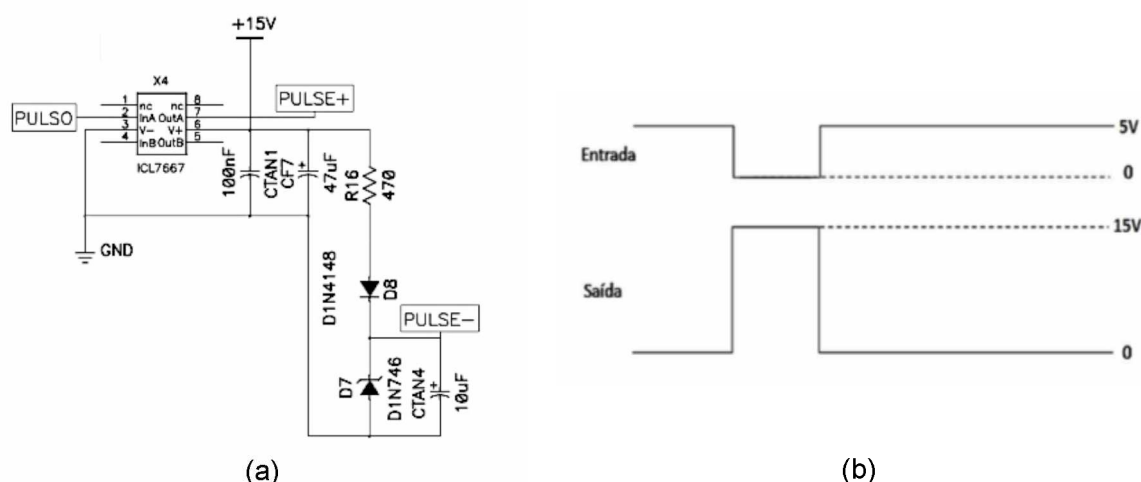 +15V
X4
PULSO
PULSE+
1 nc nc 8
2 InA OutA 7
3 V- V+ 6
4 InB OutB 5
ICL7667
100nF
CTAN1
CF7
+
47uF
R16
470
GND
D1N4148
D8
PULSE-
D7
D1N746
CTAN4
+
10uF
(a)
Entrada
5V
0
15V
Saída
0
(b)